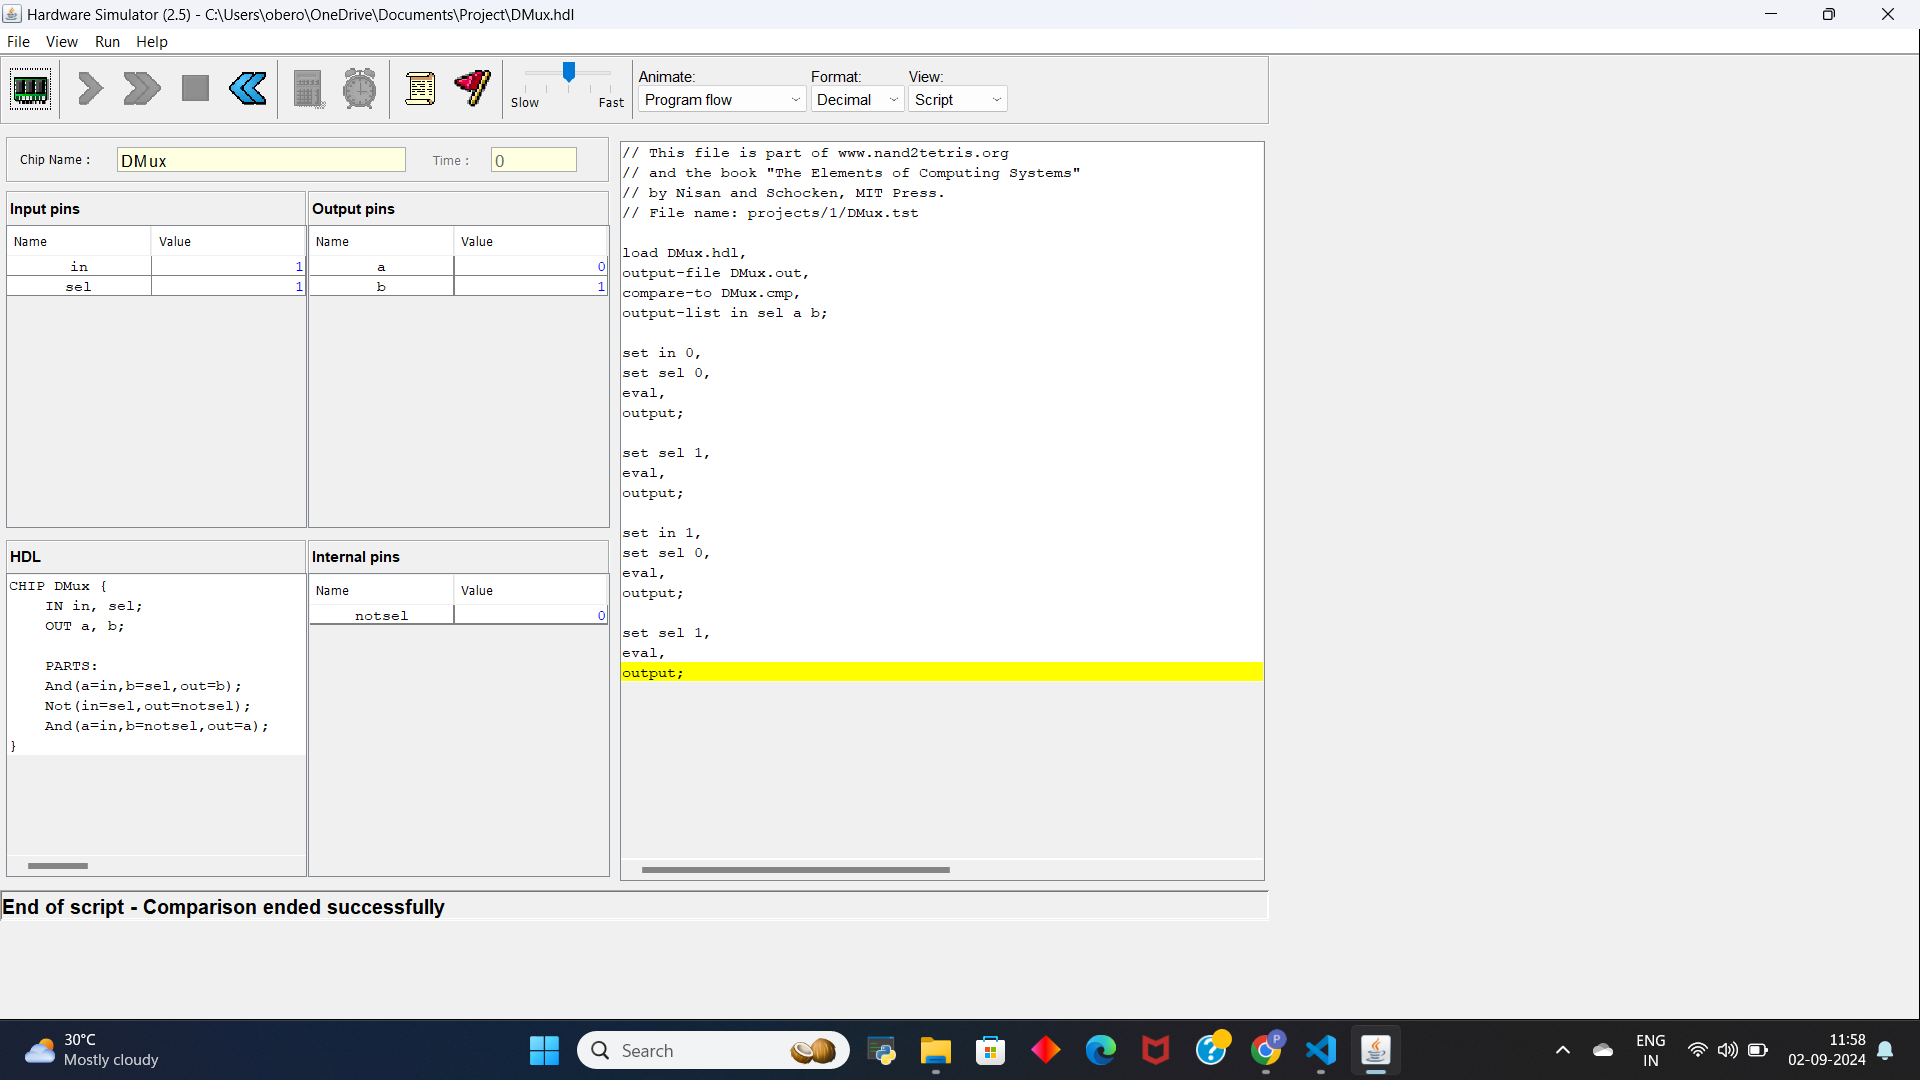 Hardware Simulator (2.5) - C:\Users\obero\OneDrive\Documents\Project\DMux.hdl
File View Run Help
Slow Fast
Animate: Format: View:
Program flow Decimal Script
Chip Name : DMux Time : 0
Input pins
Name Value
in 1
sel 1
Output pins
Name Value
a 0
b 1
HDL
CHIP DMux {
    IN in, sel;
    OUT a, b;

    PARTS:
    And(a=in,b=sel,out=b);
    Not(in=sel,out=notsel);
    And(a=in,b=notsel,out=a);
}
Internal pins
Name Value
notsel 0
// This file is part of www.nand2tetris.org
// and the book "The Elements of Computing Systems"
// by Nisan and Schocken, MIT Press.
// File name: projects/1/DMux.tst

load DMux.hdl,
output-file DMux.out,
compare-to DMux.cmp,
output-list in sel a b;

set in 0,
set sel 0,
eval,
output;

set sel 1,
eval,
output;

set in 1,
set sel 0,
eval,
output;

set sel 1,
eval,
output;
End of script - Comparison ended successfully
30°C
Mostly cloudy
Search
P
ENG
IN
11:58
02-09-2024